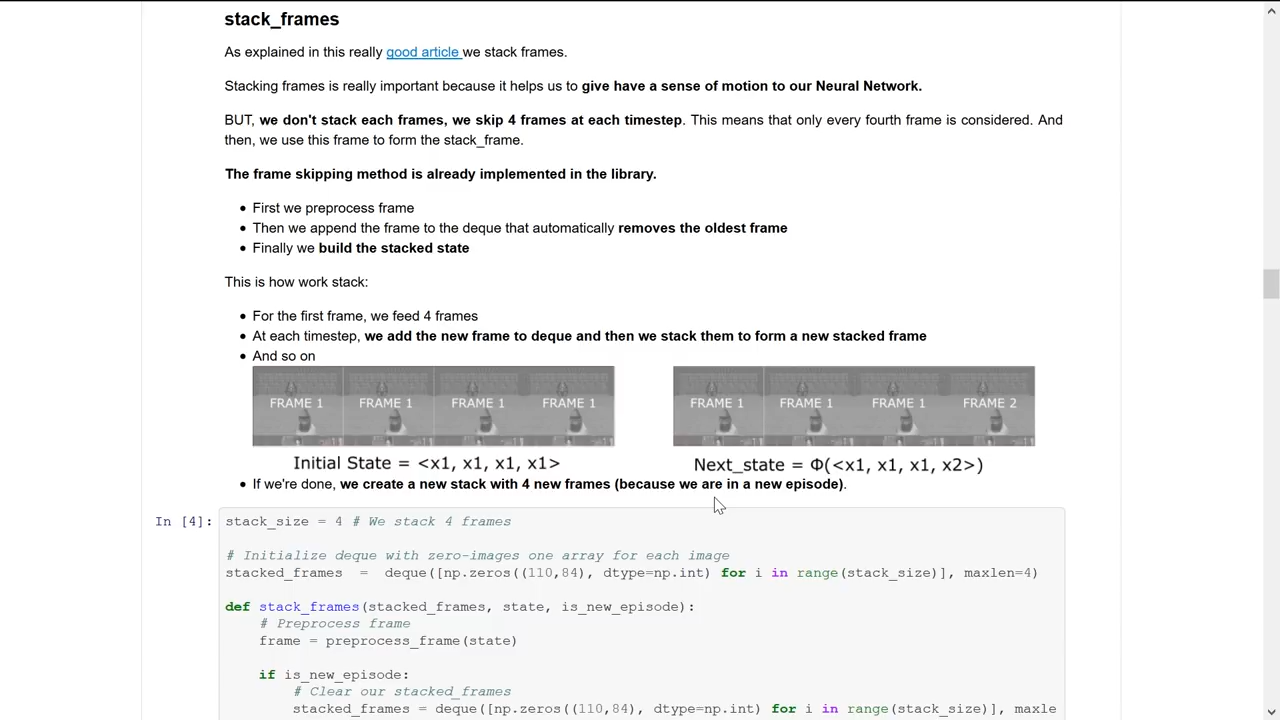 stack_frames
As explained in this really good article we stack frames.
Stacking frames is really important because it helps us to give have a sense of motion to our Neural Network.
BUT, we don't stack each frames, we skip 4 frames at each timestep. This means that only every fourth frame is considered. And
then, we use this frame to form the stack_frame.
The frame skipping method is already implemented in the library.
• First we preprocess frame
• Then we append the frame to the deque that automatically removes the oldest frame
• Finally we build the stacked state
This is how work stack:
• For the first frame, we feed 4 frames
• At each timestep, we add the new frame to deque and then we stack them to form a new stacked frame
• And so on
FRAME 1 FRAME 1 FRAME 1 FRAME 1
FRAME 1 FRAME 1 FRAME 1 FRAME 2
Initial State = <x1, x1, x1, x1>
Next_state = Φ(<x1, x1, x1, x2>)
• If we're done, we create a new stack with 4 new frames (because we are in a new episode).
In [4]: stack_size = 4 # We stack 4 frames
# Initialize deque with zero-images one array for each image
stacked_frames  =  deque([np.zeros((110,84), dtype=np.int) for i in range(stack_size)], maxlen=4)
def stack_frames(stacked_frames, state, is_new_episode):
    # Preprocess frame
    frame = preprocess_frame(state)
    if is_new_episode:
        # Clear our stacked_frames
        stacked_frames = deque([np.zeros((110,84), dtype=np.int) for i in range(stack_size)], maxle